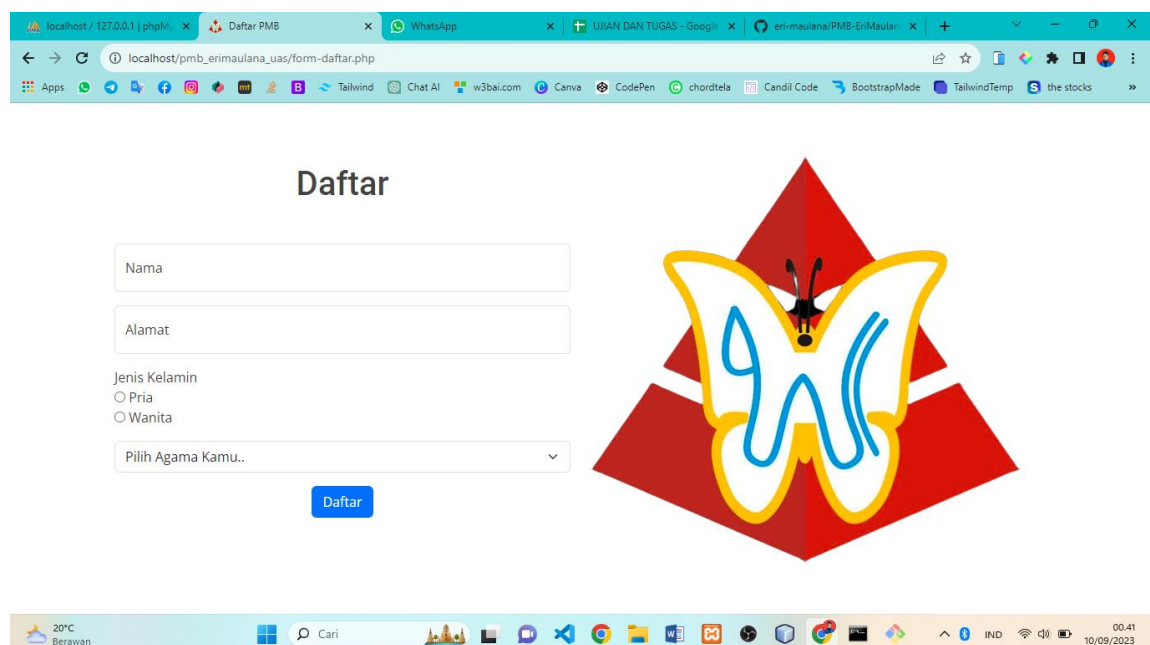 localhost / 127.0.0.1 | phpMy
Daftar PMB
WhatsApp
UJIAN DAN TUGAS - Google
eri-maulana/PMB-EriMaulan
localhost/pmb_erimaulana_uas/form-daftar.php
Apps
Tailwind
Chat AI
w3bai.com
Canva
CodePen
chordtela
Candil Code
BootstrapMade
TailwindTemp
the stocks
Daftar
Nama
Alamat
Jenis Kelamin
Pria
Wanita
Pilih Agama Kamu..
Daftar
20°C
Berawan
Cari
IND
00.41
10/09/2023